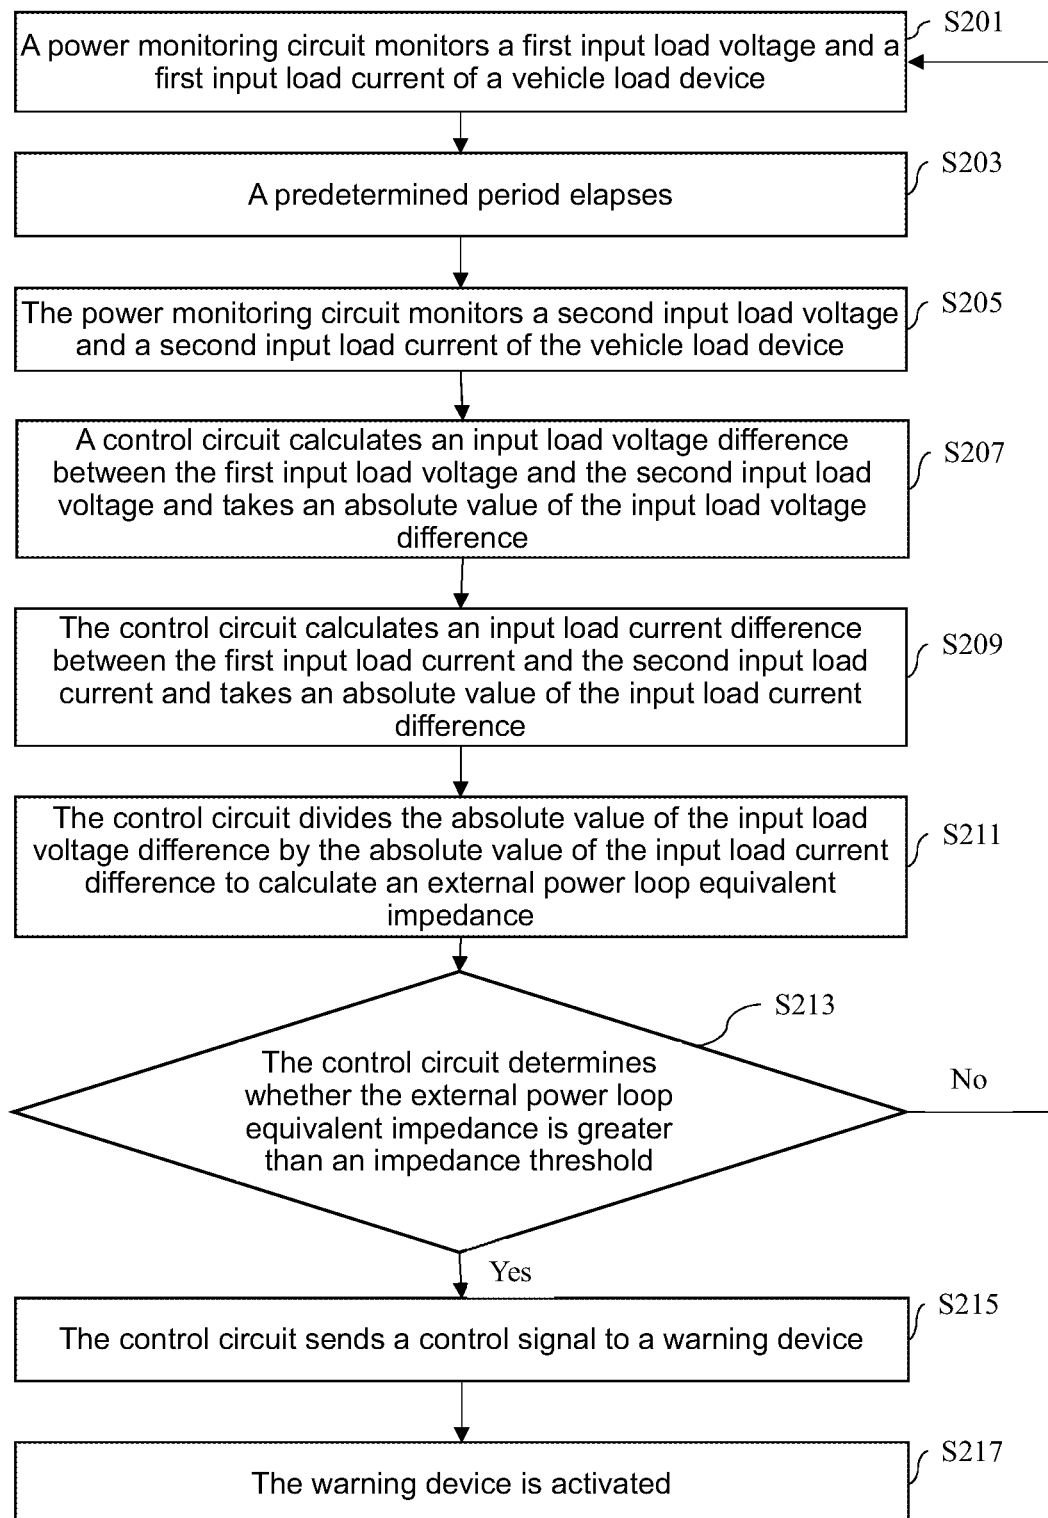 S201
A power monitoring circuit monitors a first input load voltage and a
first input load current of a vehicle load device
S203
A predetermined period elapses
S205
The power monitoring circuit monitors a second input load voltage
and a second input load current of the vehicle load device
S207
A control circuit calculates an input load voltage difference
between the first input load voltage and the second input load
voltage and takes an absolute value of the input load voltage
difference
S209
The control circuit calculates an input load current difference
between the first input load current and the second input load
current and takes an absolute value of the input load current
difference
S211
The control circuit divides the absolute value of the input load
voltage difference by the absolute value of the input load current
difference to calculate an external power loop equivalent
impedance
S213
The control circuit determines
whether the external power loop
equivalent impedance is greater
than an impedance threshold
No
Yes
S215
The control circuit sends a control signal to a warning device
S217
The warning device is activated